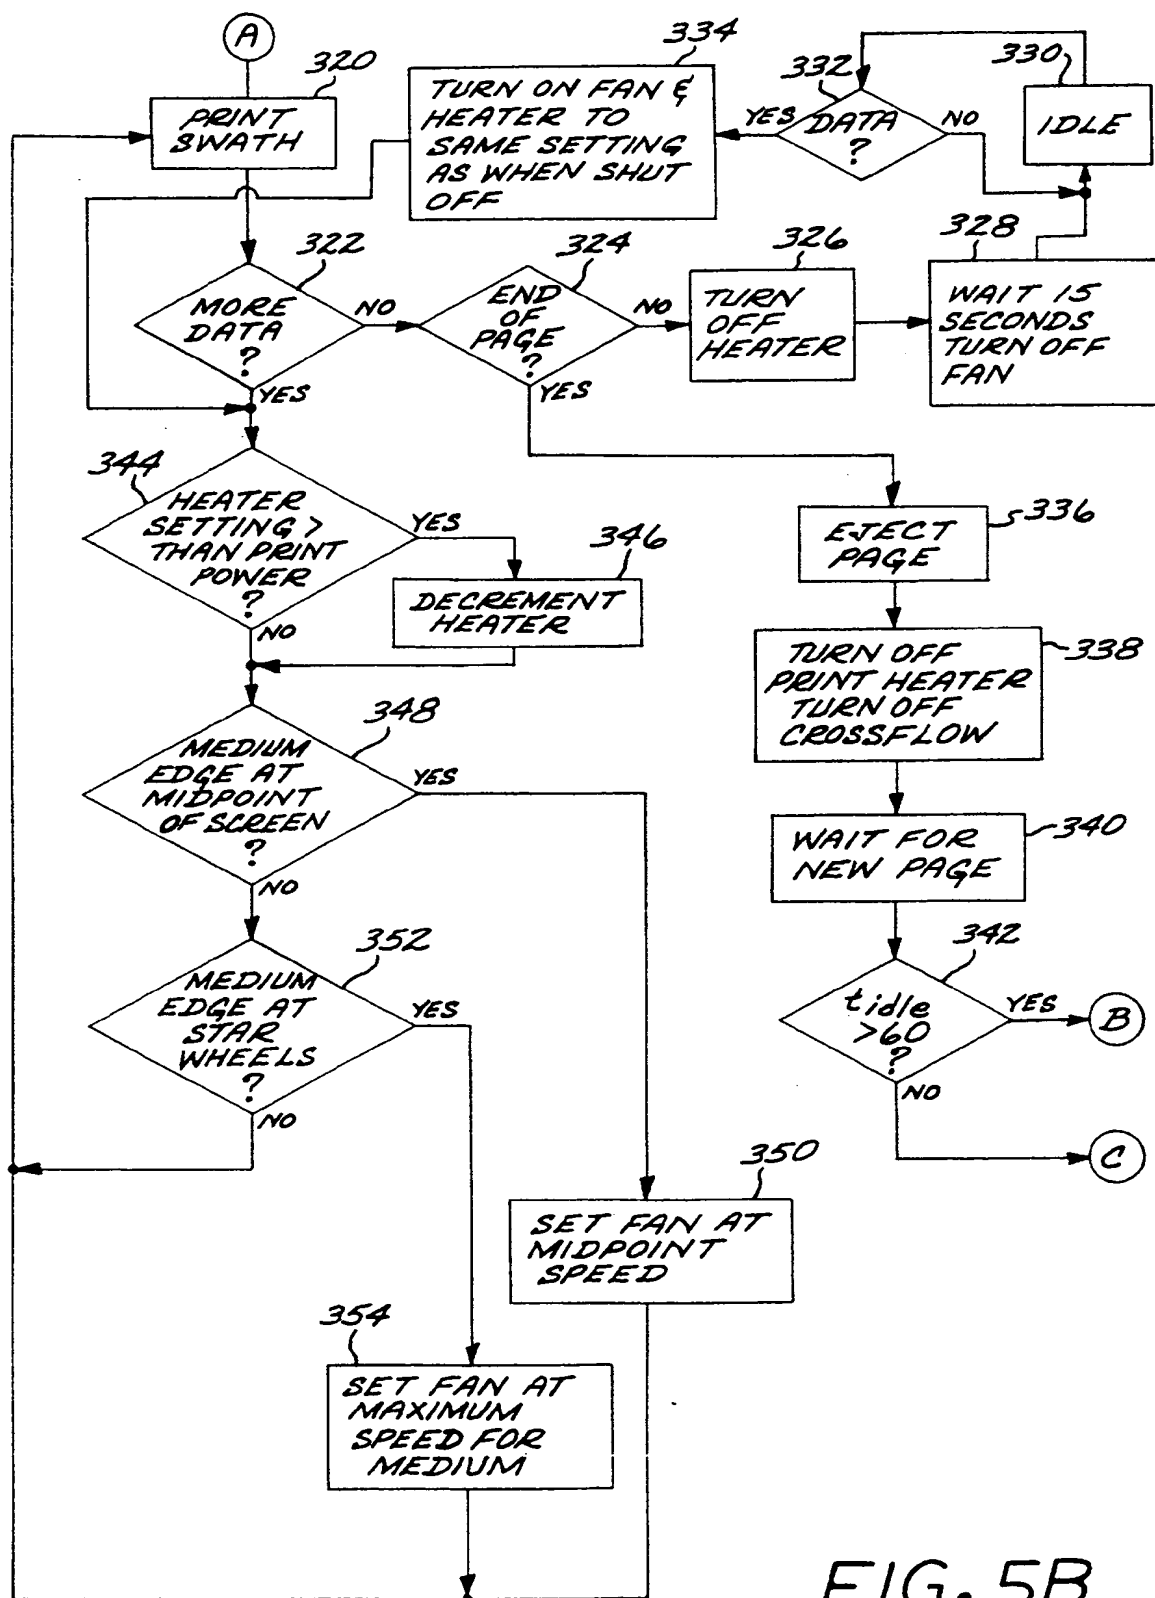 A
320
PRINT
SWATH
334
TURN ON FAN &
HEATER TO
SAME SETTING
AS WHEN SHUT
OFF
332
DATA
?
YES
NO
330
IDLE
322
MORE
DATA
?
NO
YES
324
END
OF
PAGE
?
NO
YES
326
TURN
OFF
HEATER
328
WAIT 15
SECONDS
TURN OFF
FAN
344
HEATER
SETTING >
THAN PRINT
POWER
?
YES
NO
346
DECREMENT
HEATER
336
EJECT
PAGE
338
TURN OFF
PRINT HEATER
TURN OFF
CROSSFLOW
340
WAIT FOR
NEW PAGE
342
tidle
>60
?
YES
B
NO
C
348
MEDIUM
EDGE AT
MIDPOINT
OF SCREEN
?
YES
NO
352
MEDIUM
EDGE AT
STAR
WHEELS
?
YES
NO
350
SET FAN AT
MIDPOINT
SPEED
354
SET FAN AT
MAXIMUM
SPEED FOR
MEDIUM
FIG. 5B